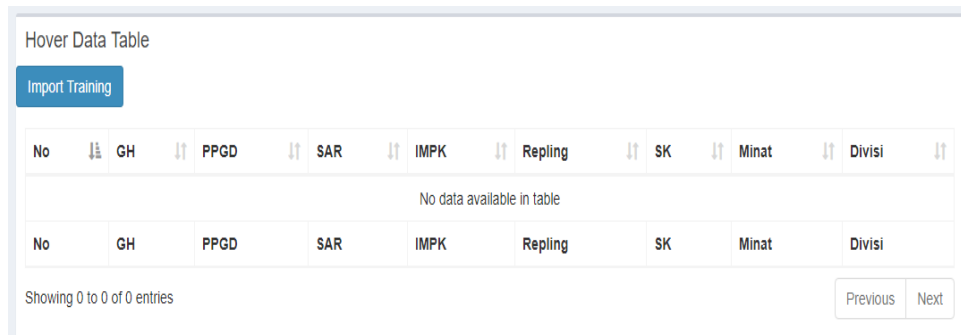 Hover Data Table
Import Training
No GH PPGD SAR IMPK Repling SK Minat Divisi
No data available in table
No GH PPGD SAR IMPK Repling SK Minat Divisi
Showing 0 to 0 of 0 entries Previous Next